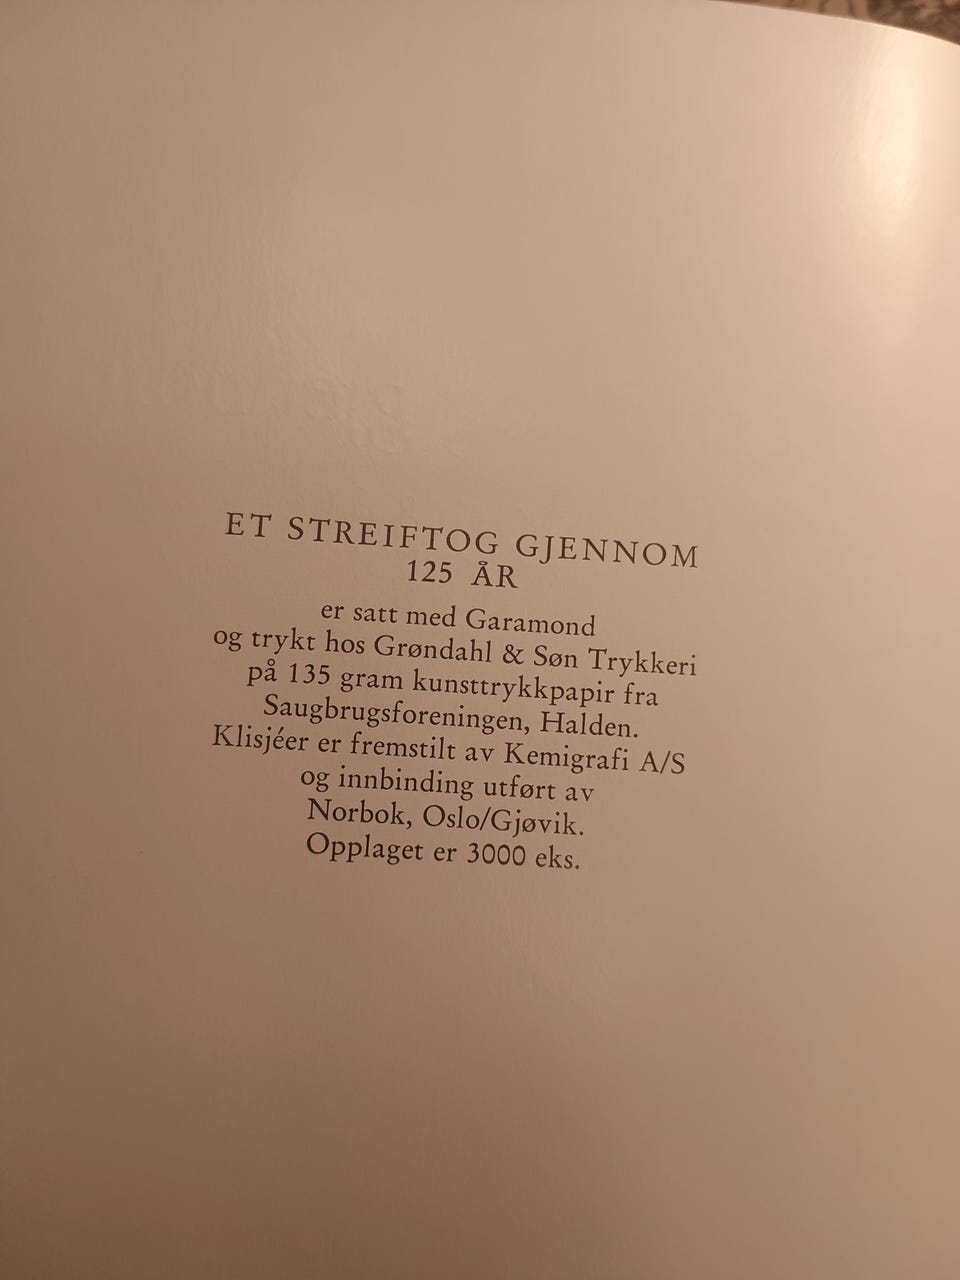 ET STREIFTOG GJENNOM
125 ÅR
er satt med Garamond
og trykt hos Grøndahl & Søn Trykkeri
på 135 gram kunsttrykkpapir fra
Saugbrugsforeningen, Halden.
Klisjéer er fremstilt av Kemigrafi A/S
og innbinding utført av
Norbok, Oslo/Gjøvik.
Opplaget er 3000 eks.